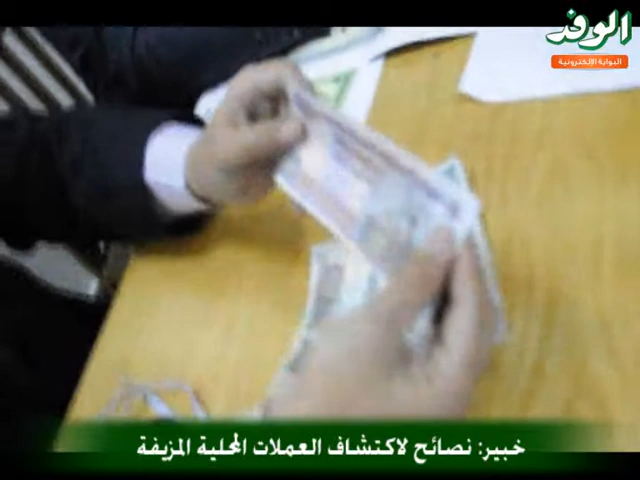 الوفد
البوابة الإلكترونية
خبير: نصائح لاكتشاف العملات المحلية المزيفة